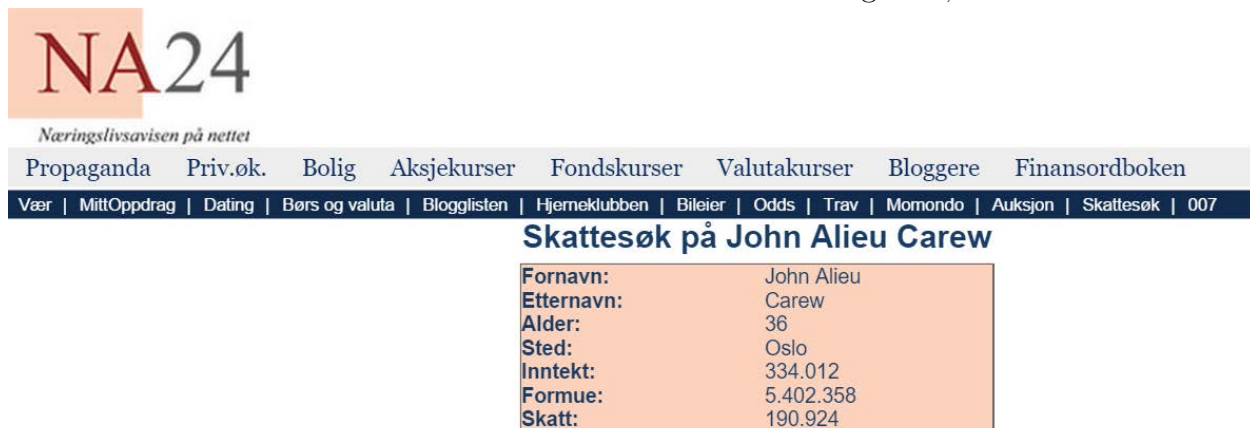 NA24
Næringslivsavisen på nettet
Propaganda Priv.øk. Bolig Aksjekurser Fondskurser Valutakurser Bloggere Finansordboken
Vær | MittOppdrag | Dating | Børs og valuta | Blogglisten | Hjerneklubben | Bileier | Odds | Trav | Momondo | Auksjon | Skattesøk | 007
Skattesøk på John Alieu Carew
Fornavn: John Alieu
Etternavn: Carew
Alder: 36
Sted: Oslo
Inntekt: 334.012
Formue: 5.402.358
Skatt: 190.924